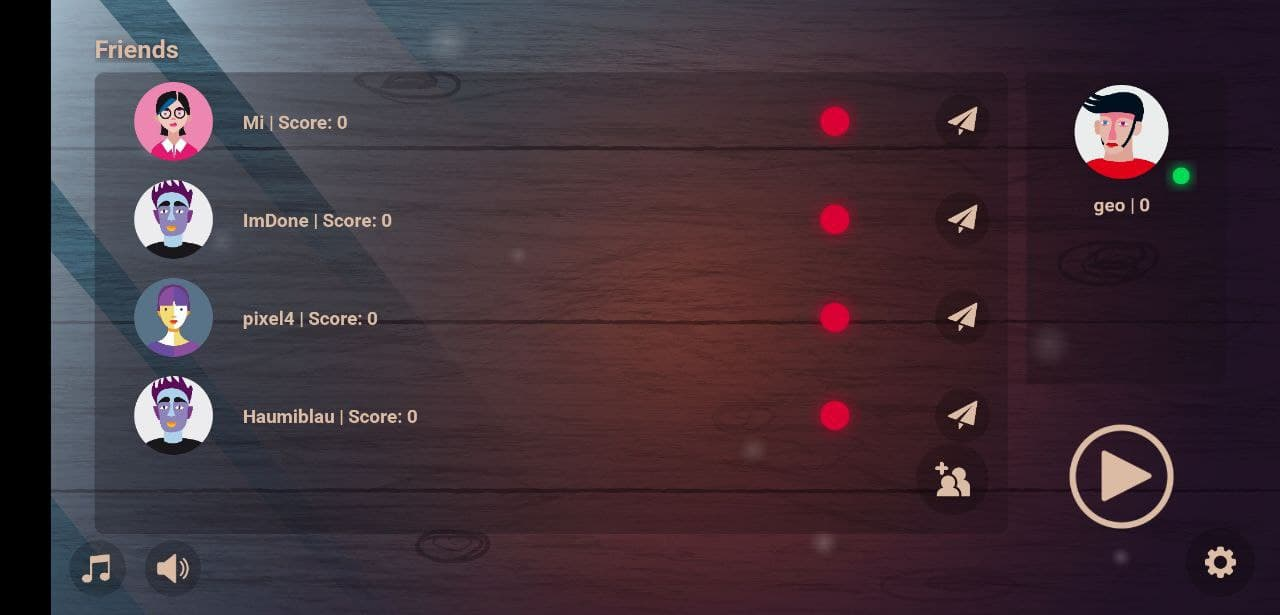 Friends
Mi | Score: 0
ImDone | Score: 0
pixel4 | Score: 0
Haumiblau | Score: 0
geo | 0